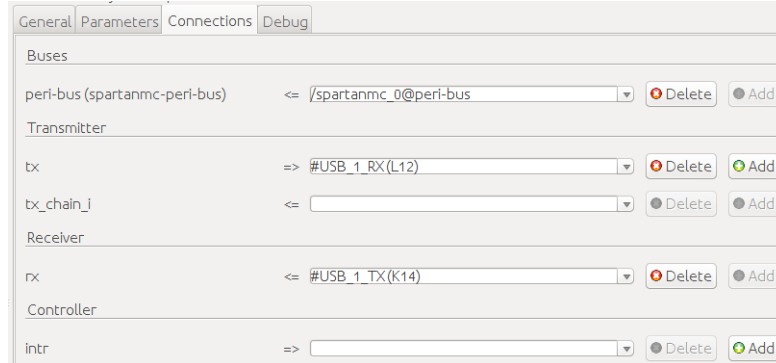 General Parameters Connections Debug
Buses
peri-bus (spartanmc-peri-bus) <= /spartanmc_0@peri-bus Delete Add
Transmitter
tx => #USB_1_RX(L12) Delete Add
tx_chain_i <= Delete Add
Receiver
rx <= #USB_1_TX(K14) Delete Add
Controller
intr => Delete Add